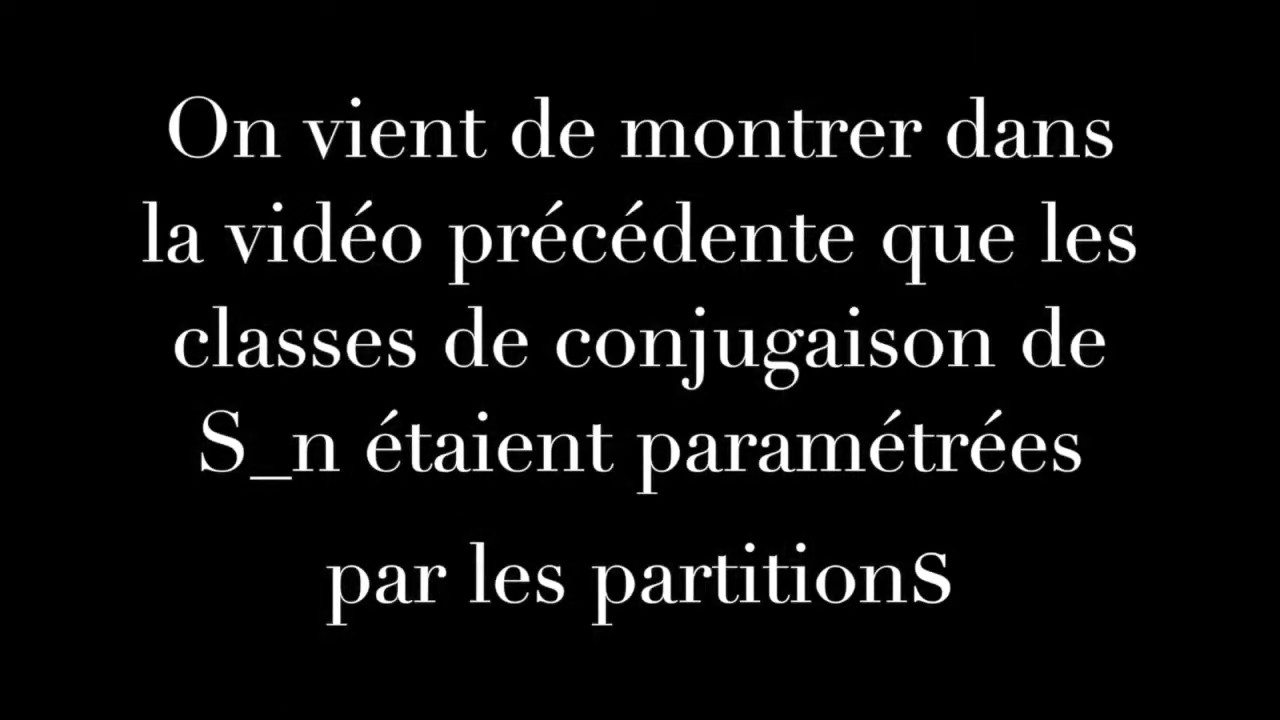 On vient de montrer dans
la vidéo précédente que les
classes de conjugaison de
S_n étaient paramétrées
par les partitions